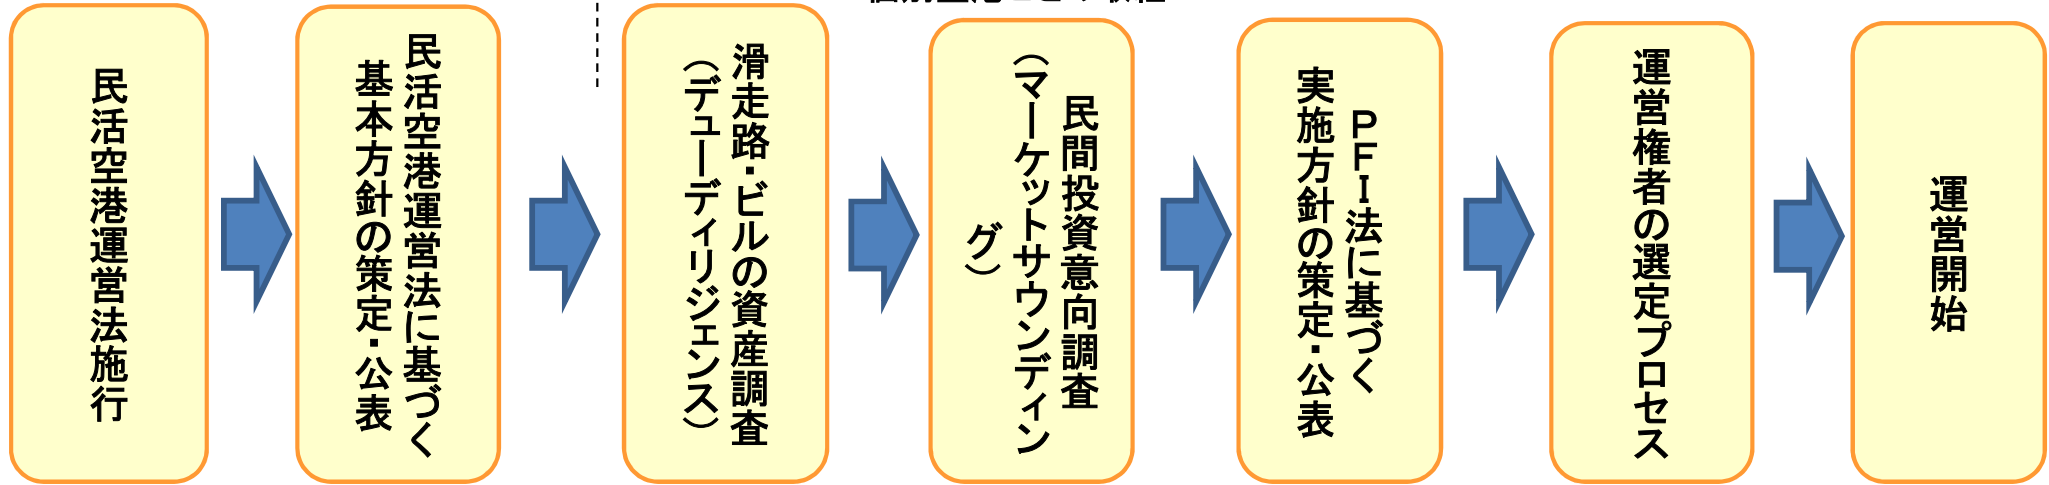 民活空港運営法施行
民活空港運営法に基づく
基本方針の策定・公表
滑走路・ビルの資産調査
（デューディリジェンス）
民間投資意向調査
（マーケットサウンディン
グ）
ＰＦＩ法に基づく
実施方針の策定・公表
運営権者の選定プロセス
運営開始